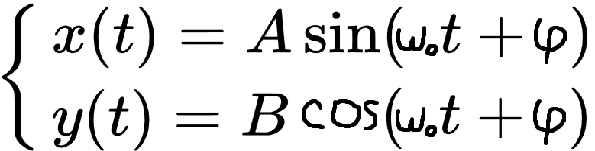 x(t) = A sin(ω₀t + φ)
y(t) = B cos(ω₀t + φ)